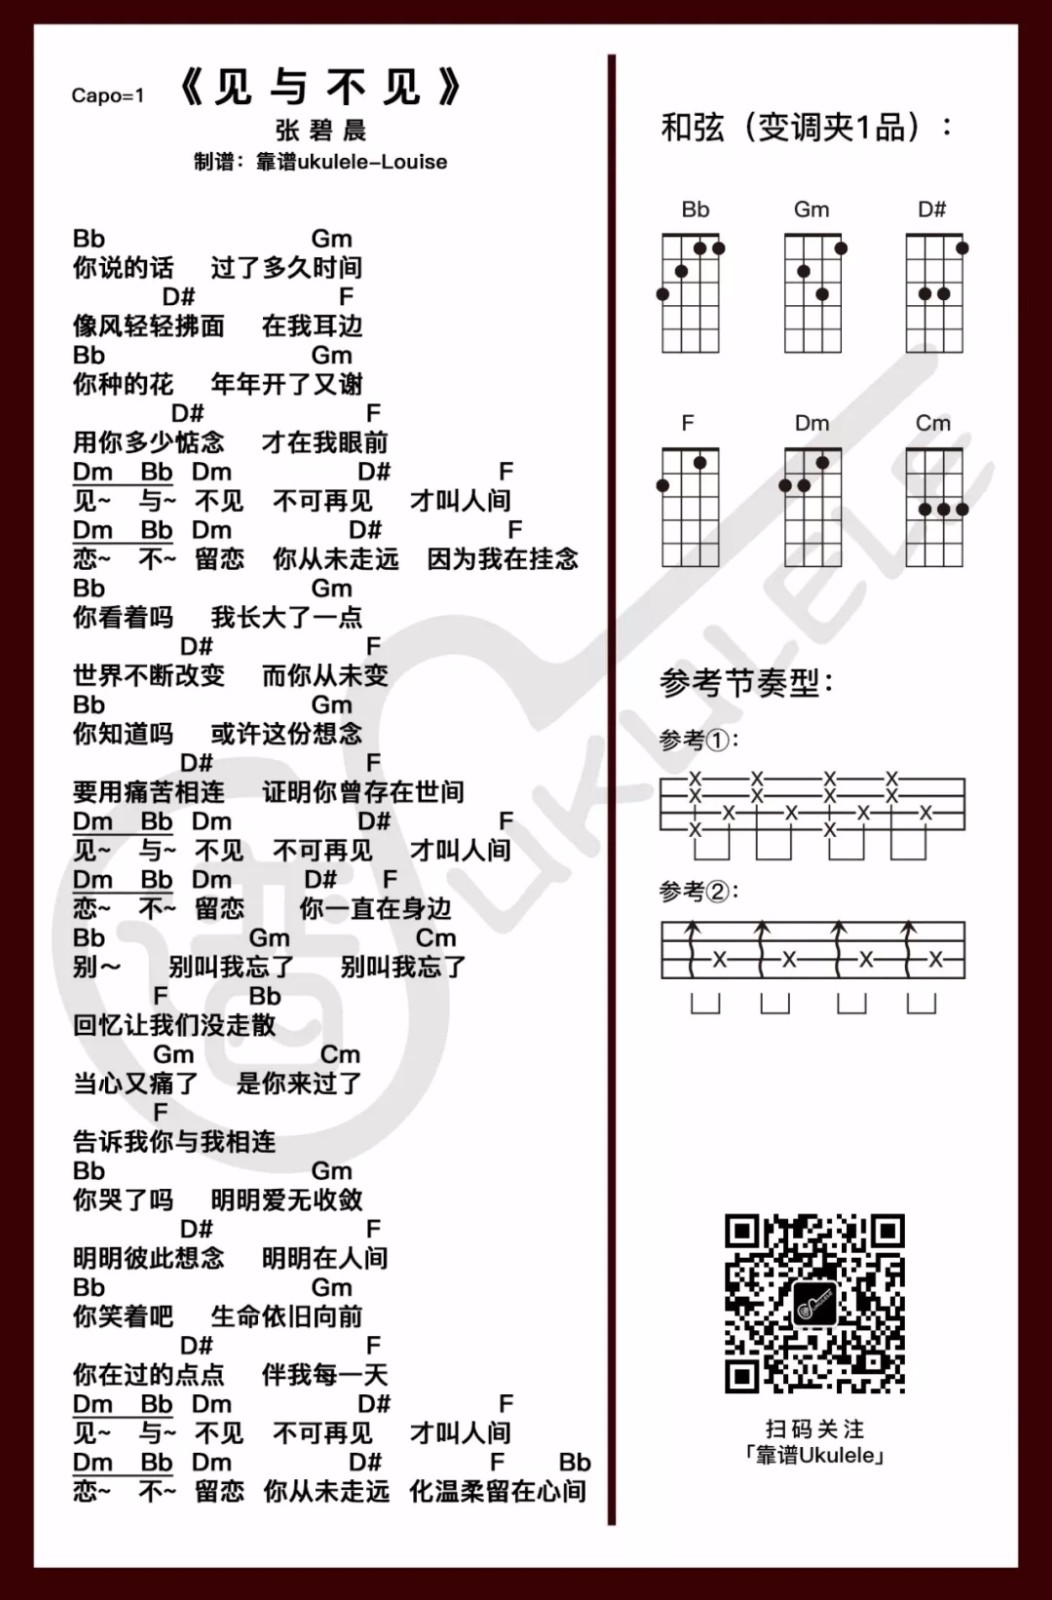 Capo=1 《见与不见》
张碧晨
制谱：靠谱ukulele-Louise
Bb Gm
你说的话 过了多久时间
D# F
像风轻轻拂面 在我耳边
Bb Gm
你种的花 年年开了又谢
D# F
用你多少惦念 才在我眼前
Dm Bb Dm D# F
见~ 与~ 不见 不可再见 才叫人间
Dm Bb Dm D# F
恋~ 不~ 留恋 你从未走远 因为我在挂念
Bb Gm
你看着吗 我长大了一点
D# F
世界不断改变 而你从未变
Bb Gm
你知道吗 或许这份想念
D# F
要用痛苦相连 证明你曾存在世间
Dm Bb Dm D# F
见~ 与~ 不见 不可再见 才叫人间
Dm Bb Dm D# F
恋~ 不~ 留恋 你一直在身边
Bb Gm Cm
别～ 别叫我忘了 别叫我忘了
F Bb
回忆让我们没走散
Gm Cm
当心又痛了 是你来过了
F
告诉我你与我相连
Bb Gm
你哭了吗 明明爱无收敛
D# F
明明彼此想念 明明在人间
Bb Gm
你笑着吧 生命依旧向前
D# F
你在过的点点 伴我每一天
Dm Bb Dm D# F
见~ 与~ 不见 不可再见 才叫人间
Dm Bb Dm D# F Bb
恋~ 不~ 留恋 你从未走远 化温柔留在心间
和弦（变调夹1品）：
Bb Gm D#
F Dm Cm
参考节奏型：
参考①：
X X X X
X X X X
X X X X
X X
参考②：
X X X X
扫码关注
「靠谱Ukulele」
UKULELE
谱